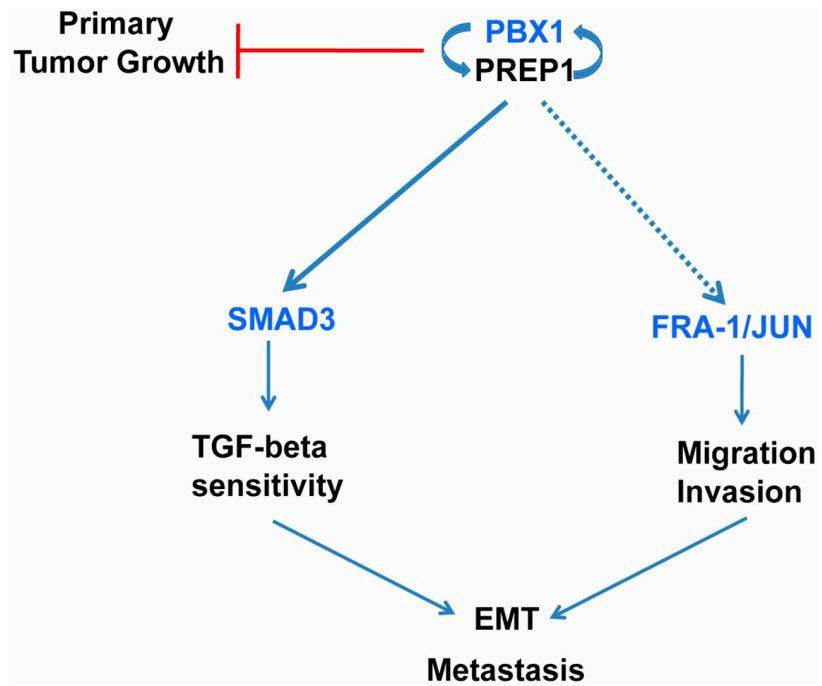 Primary
Tumor Growth
PBX1
PREP1
SMAD3
FRA-1/JUN
TGF-beta
sensitivity
Migration
Invasion
EMT
Metastasis